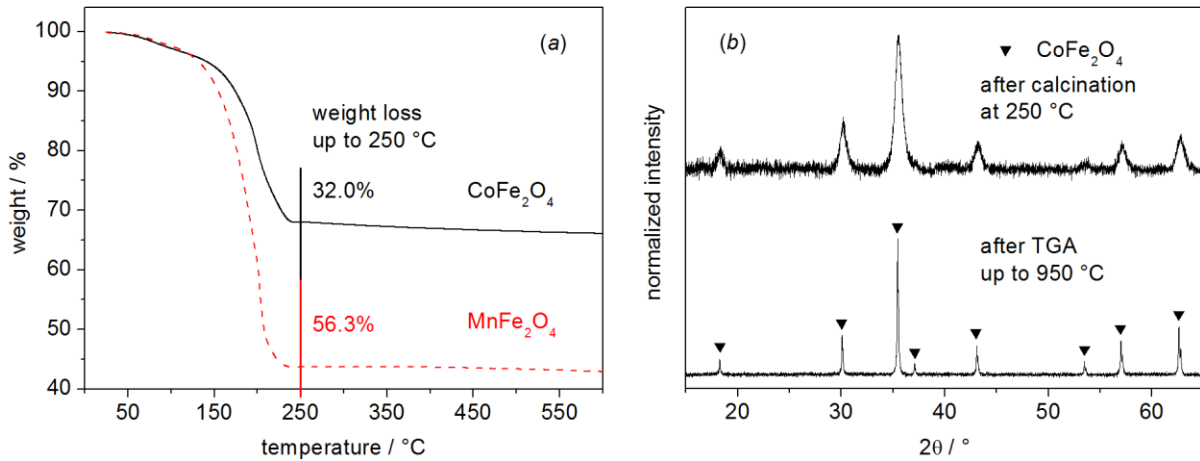 (a)
weight / %
100
90
80
70
60
50
40
weight loss
up to 250 °C
32.0%
CoFe₂O₄
56.3%
MnFe₂O₄
50
150
250
350
450
550
temperature / °C
(b)
normalized intensity
▼ CoFe₂O₄
after calcination
at 250 °C
after TGA
up to 950 °C
20
30
40
50
60
2θ / °